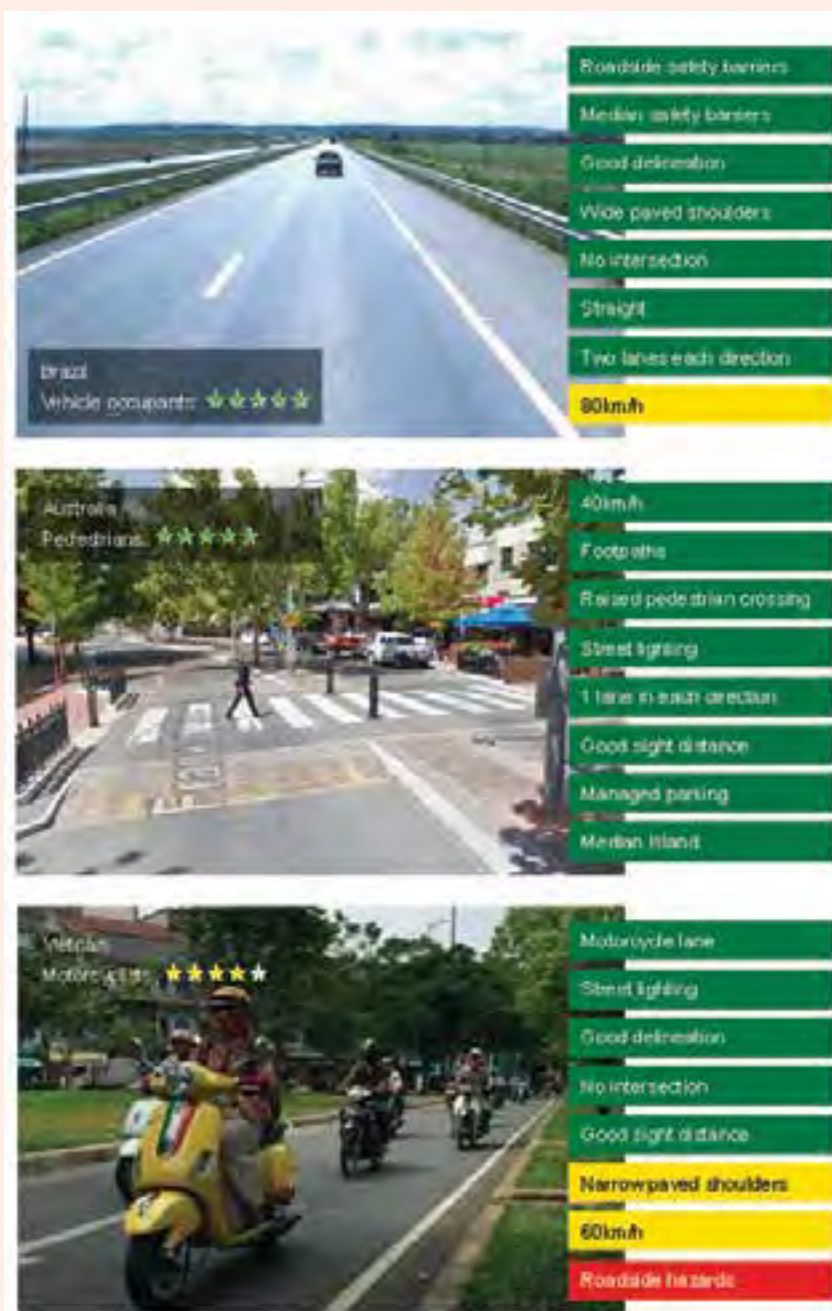 Roadside safety barriers
Median safety barriers
Good delineation
Wide paved shoulders
No intersection
Straight
Two lanes each direction
80km/h
Brazil
Vehicle occupants
Australia
Pedestrians
40km/h
Footpaths
Raised pedestrian crossing
Street lighting
1 lane in each direction
Good sight distance
Managed parking
Median Island
Vietnam
Motorcyclists
Motorcycle lane
Street lighting
Good delineation
No intersection
Good sight distance
Narrow paved shoulders
60km/h
Roadside hazards